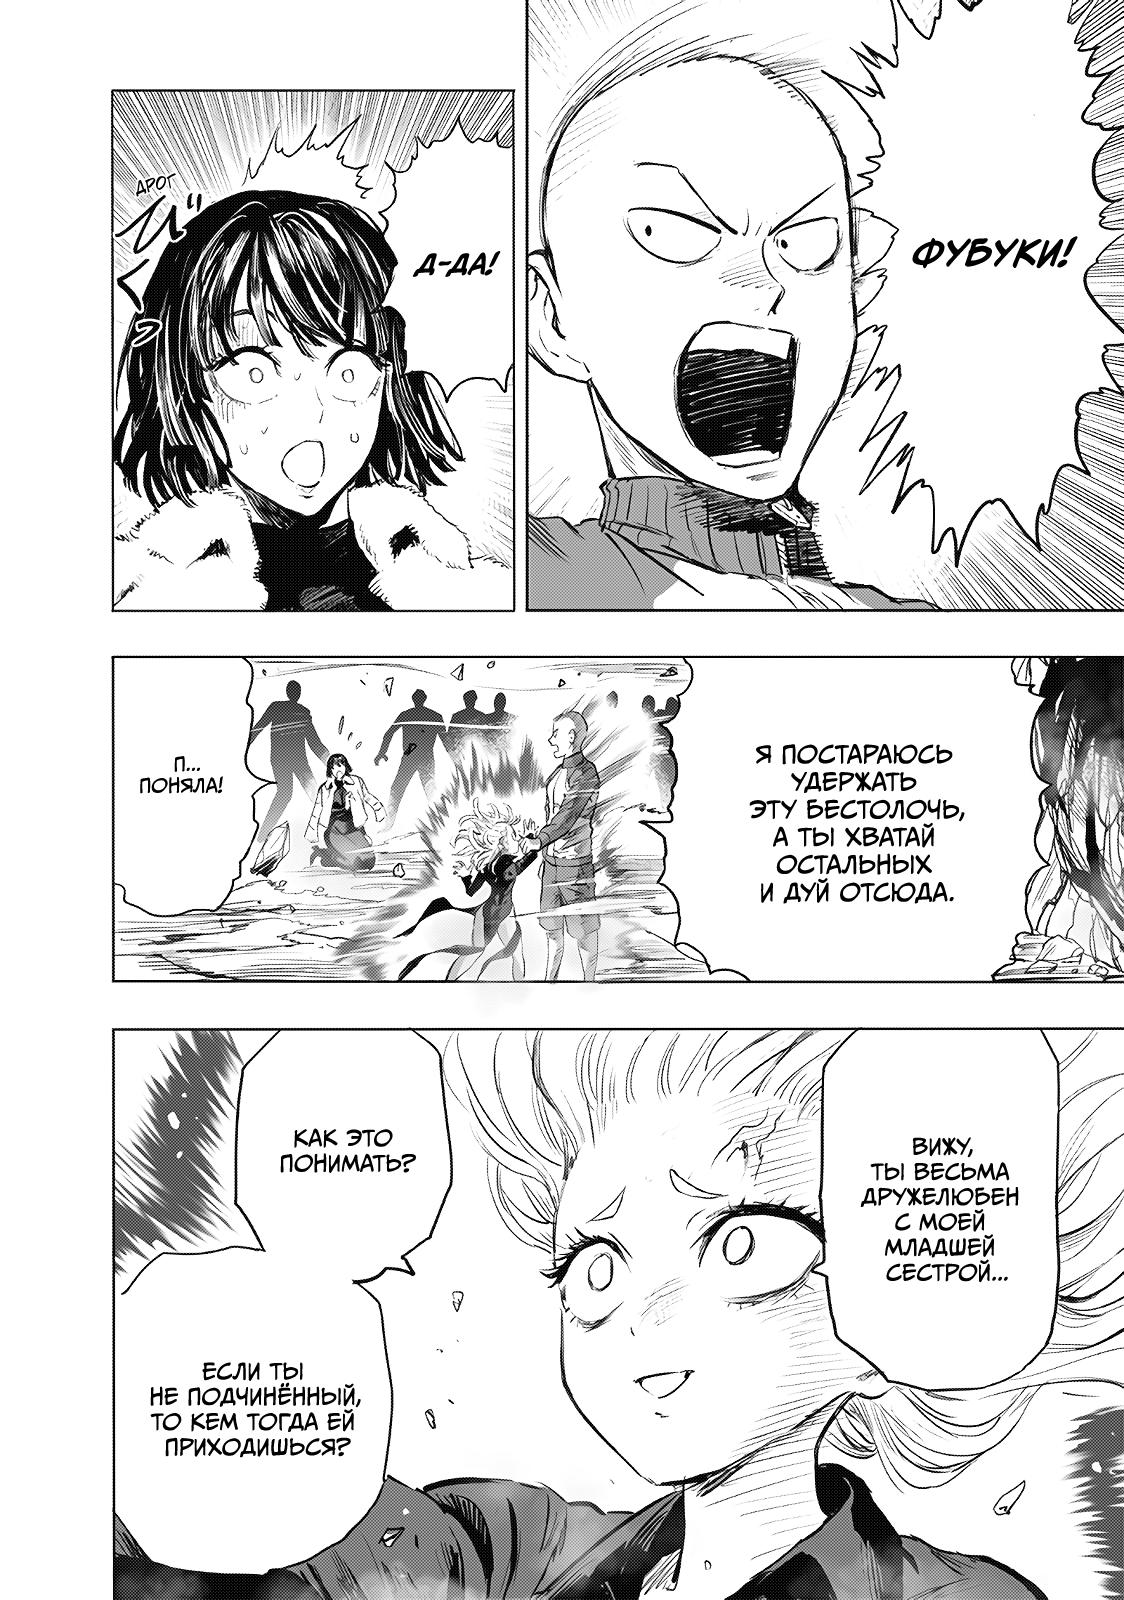 ФУБУКИ!
ДРОГ
Д-ДА!
Я ПОСТАРАЮСЬ
УДЕРЖАТЬ
ЭТУ БЕСТОЛОЧЬ,
А ТЫ ХВАТАЙ
ОСТАЛЬНЫХ
И ДУЙ ОТСЮДА.
П...
ПОНЯЛА!
ВИЖУ,
ТЫ ВЕСЬМА
ДРУЖЕЛЮБЕН
С МОЕЙ
МЛАДШЕЙ
СЕСТРОЙ...
КАК ЭТО
ПОНИМАТЬ?
ЕСЛИ ТЫ
НЕ ПОДЧИНЁННЫЙ,
ТО КЕМ ТОГДА ЕЙ
ПРИХОДИШЬСЯ?